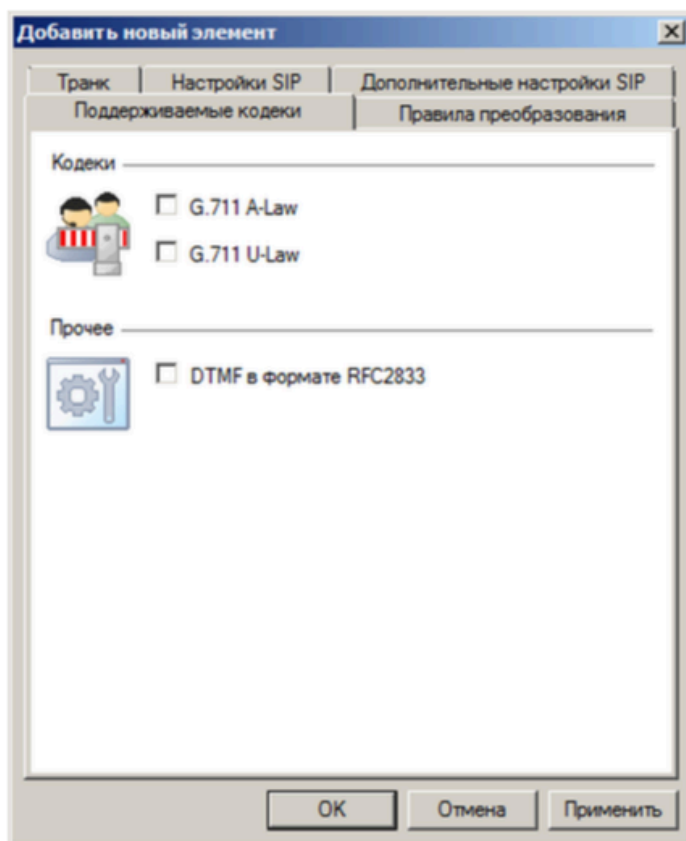 Добавить новый элемент
Транк Настройки SIP Дополнительные настройки SIP
Поддерживаемые кодеки Правила преобразования
Кодеки
G.711 A-Law
G.711 U-Law
Прочее
DTMF в формате RFC2833
OK Отмена Применить